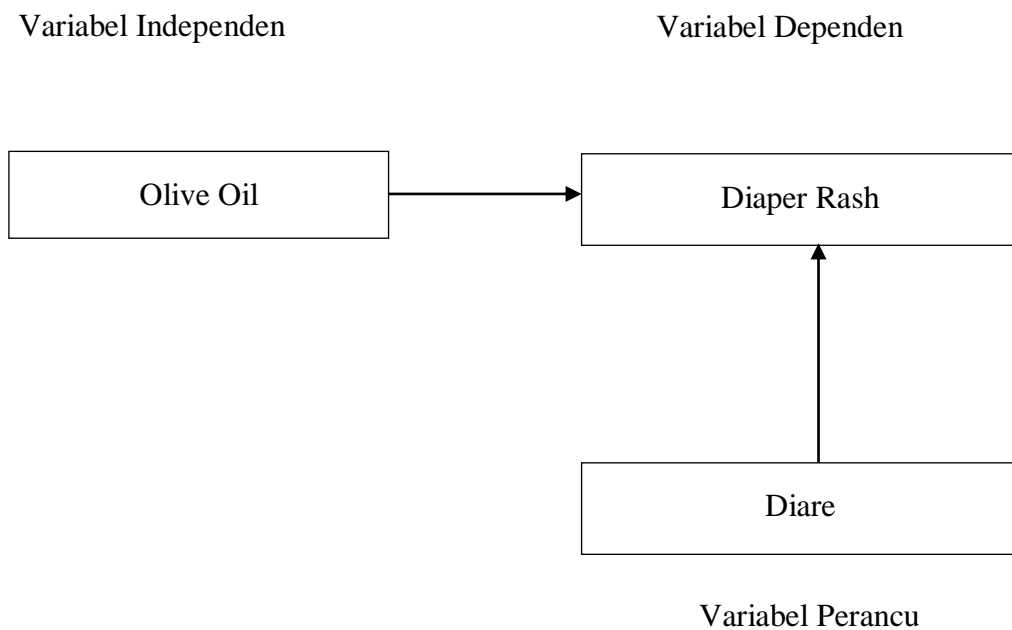 Variabel Independen
Variabel Dependen
Olive Oil
Diaper Rash
Diare
Variabel Perancu